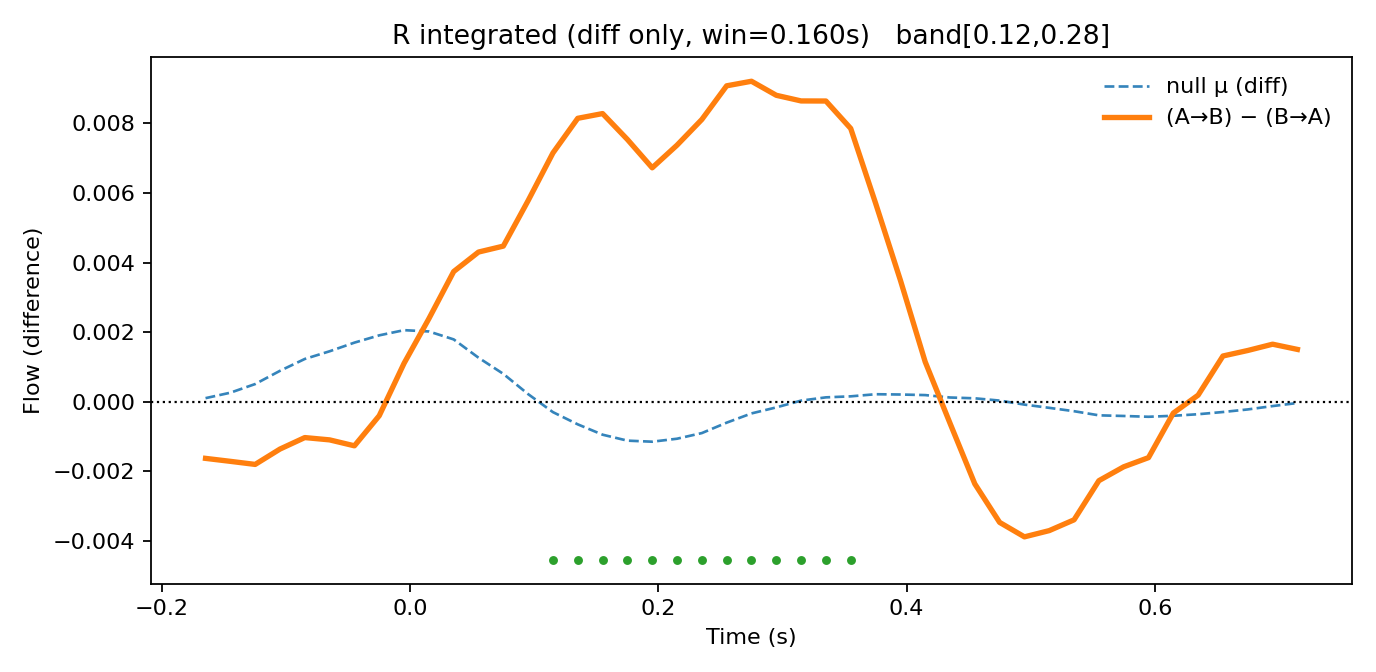 R integrated (diff only, win=0.160s)   band[0.12,0.28]
null μ (diff)
(A→B) − (B→A)
Flow (difference)
0.008
0.006
0.004
0.002
0.000
−0.002
−0.004
−0.2 0.0 0.2 0.4 0.6
Time (s)